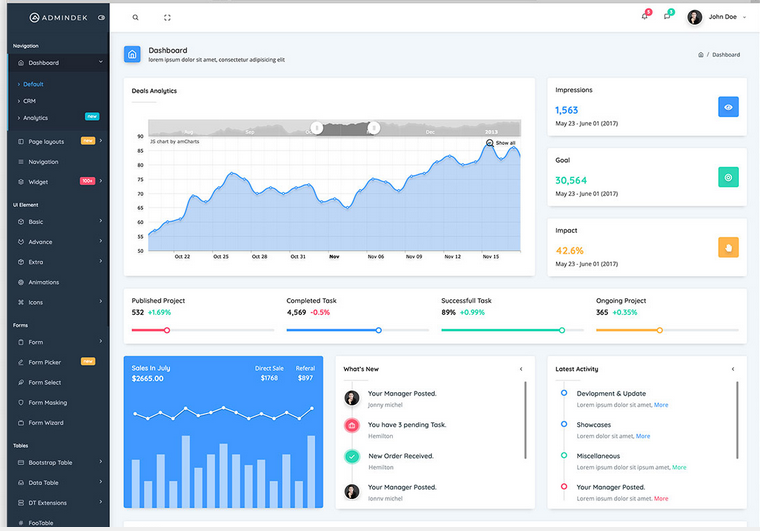 ADMINDEK
5
3
John Doe
Navigation
Dashboard
Default
CRM
Analytics
new
Page layouts
new
Navigation
Widget
100+
UI Element
Basic
Advance
Extra
Animations
Icons
Forms
Form
Form Picker
new
Form Select
Form Masking
Form Wizard
Tables
Bootstrap Table
Data Table
DT Extensions
# FooTable
Dashboard
lorem ipsum dolor sit amet, consectetur adipisicing elit
/ Dashboard
Deals Analytics
Aug
Sep
Dec
2013
JS chart by amCharts
Show all
90
85
80
75
70
65
60
55
50
Oct 22
Oct 25
Oct 28
Oct 31
Nov
Nov 06
Nov 09
Nov 12
Nov 15
Impressions
1,563
May 23 - June 01 (2017)
Goal
30,564
May 23 - June 01 (2017)
Impact
42.6%
May 23 - June 01 (2017)
Published Project
532 +1.69%
Completed Task
4,569 -0.5%
Successfull Task
89% +0.99%
Ongoing Project
365 +0.35%
Sales In July
$2665.00
Direct Sale
$1768
Referal
$897
What's New
Your Manager Posted.
Jonny michel
You have 3 pending Task.
Hemilton
New Order Received.
Hemilton
Your Manager Posted.
Jonny michel
Latest Activity
Devlopment & Update
Lorem ipsum dolor sit amet, More
Showcases
Lorem dolor sit amet, More
Miscellaneous
Lorem ipsum dolor sit ipsum amet, More
Your Manager Posted.
Lorem ipsum dolor sit amet, More